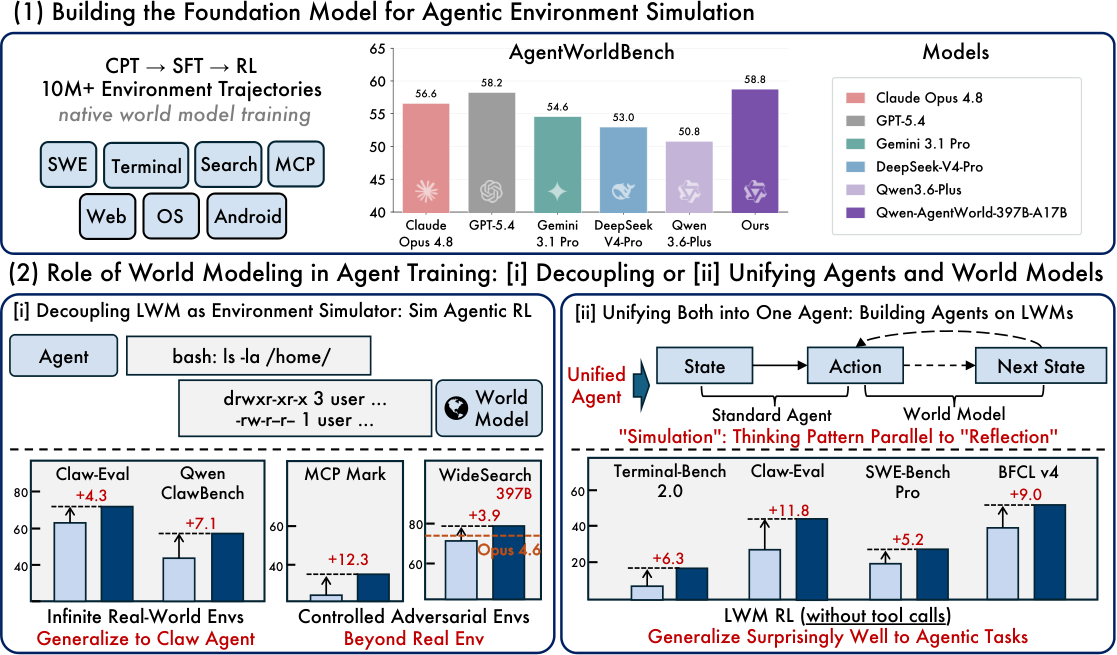 (1) Building the Foundation Model for Agentic Environment Simulation
CPT → SFT → RL
10M+ Environment Trajectories
native world model training
SWE
Terminal
Search
MCP
Web
OS
Android
AgentWorldBench
65
60
55
50
45
40
56.6
58.2
54.6
53.0
50.8
58.8
Claude
Opus 4.8
GPT-5.4
Gemini
3.1 Pro
DeepSeek
V4-Pro
Qwen
3.6-Plus
Ours
Models
Claude Opus 4.8
GPT-5.4
Gemini 3.1 Pro
DeepSeek-V4-Pro
Qwen3.6-Plus
Qwen-AgentWorld-397B-A17B
(2) Role of World Modeling in Agent Training: [i] Decoupling or [ii] Unifying Agents and World Models
[i] Decoupling LWM as Environment Simulator: Sim Agentic RL
Agent
bash: ls -la /home/
drwxr-xr-x 3 user ...
-rw-r--r-- 1 user ...
World
Model
80
60
40
Claw-Eval
+4.3
Qwen
ClawBench
+7.1
Infinite Real-World Envs
Generalize to Claw Agent
60
40
MCP Mark
+12.3
80
60
WideSearch
397B
+3.9
Opus 4.6
Controlled Adversarial Envs
Beyond Real Env
[ii] Unifying Both into One Agent: Building Agents on LWMs
Unified
Agent
State
Action
Next State
Standard Agent
World Model
"Simulation": Thinking Pattern Parallel to "Reflection"
60
40
20
Terminal-Bench
2.0
+6.3
Claw-Eval
+11.8
SWE-Bench
Pro
+5.2
BFCL v4
+9.0
LWM RL (without tool calls)
Generalize Surprisingly Well to Agentic Tasks